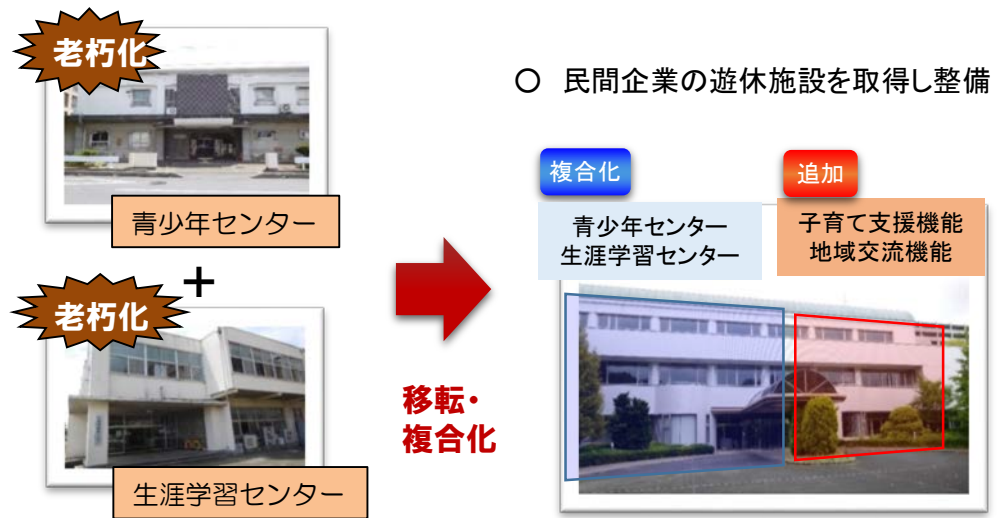 老朽化
青少年センター
+
老朽化
生涯学習センター
移転・
複合化
○ 民間企業の遊休施設を取得し整備
複合化
青少年センター
生涯学習センター
追加
子育て支援機能
地域交流機能